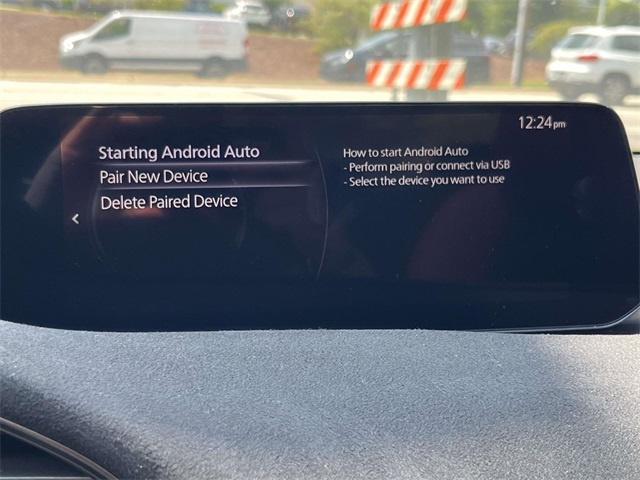 12:24pm
Starting Android Auto
Pair New Device
Delete Paired Device
How to start Android Auto
- Perform pairing or connect via USB
- Select the device you want to use